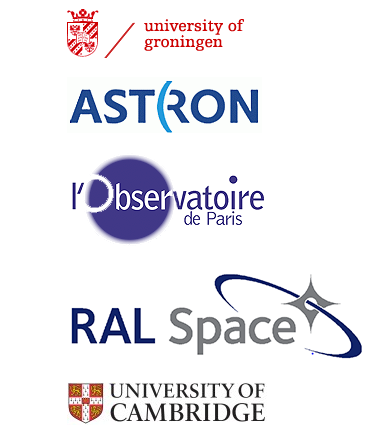 university of
groningen
ASTRON
l'Observatoire
de Paris
RAL Space
UNIVERSITY OF
CAMBRIDGE